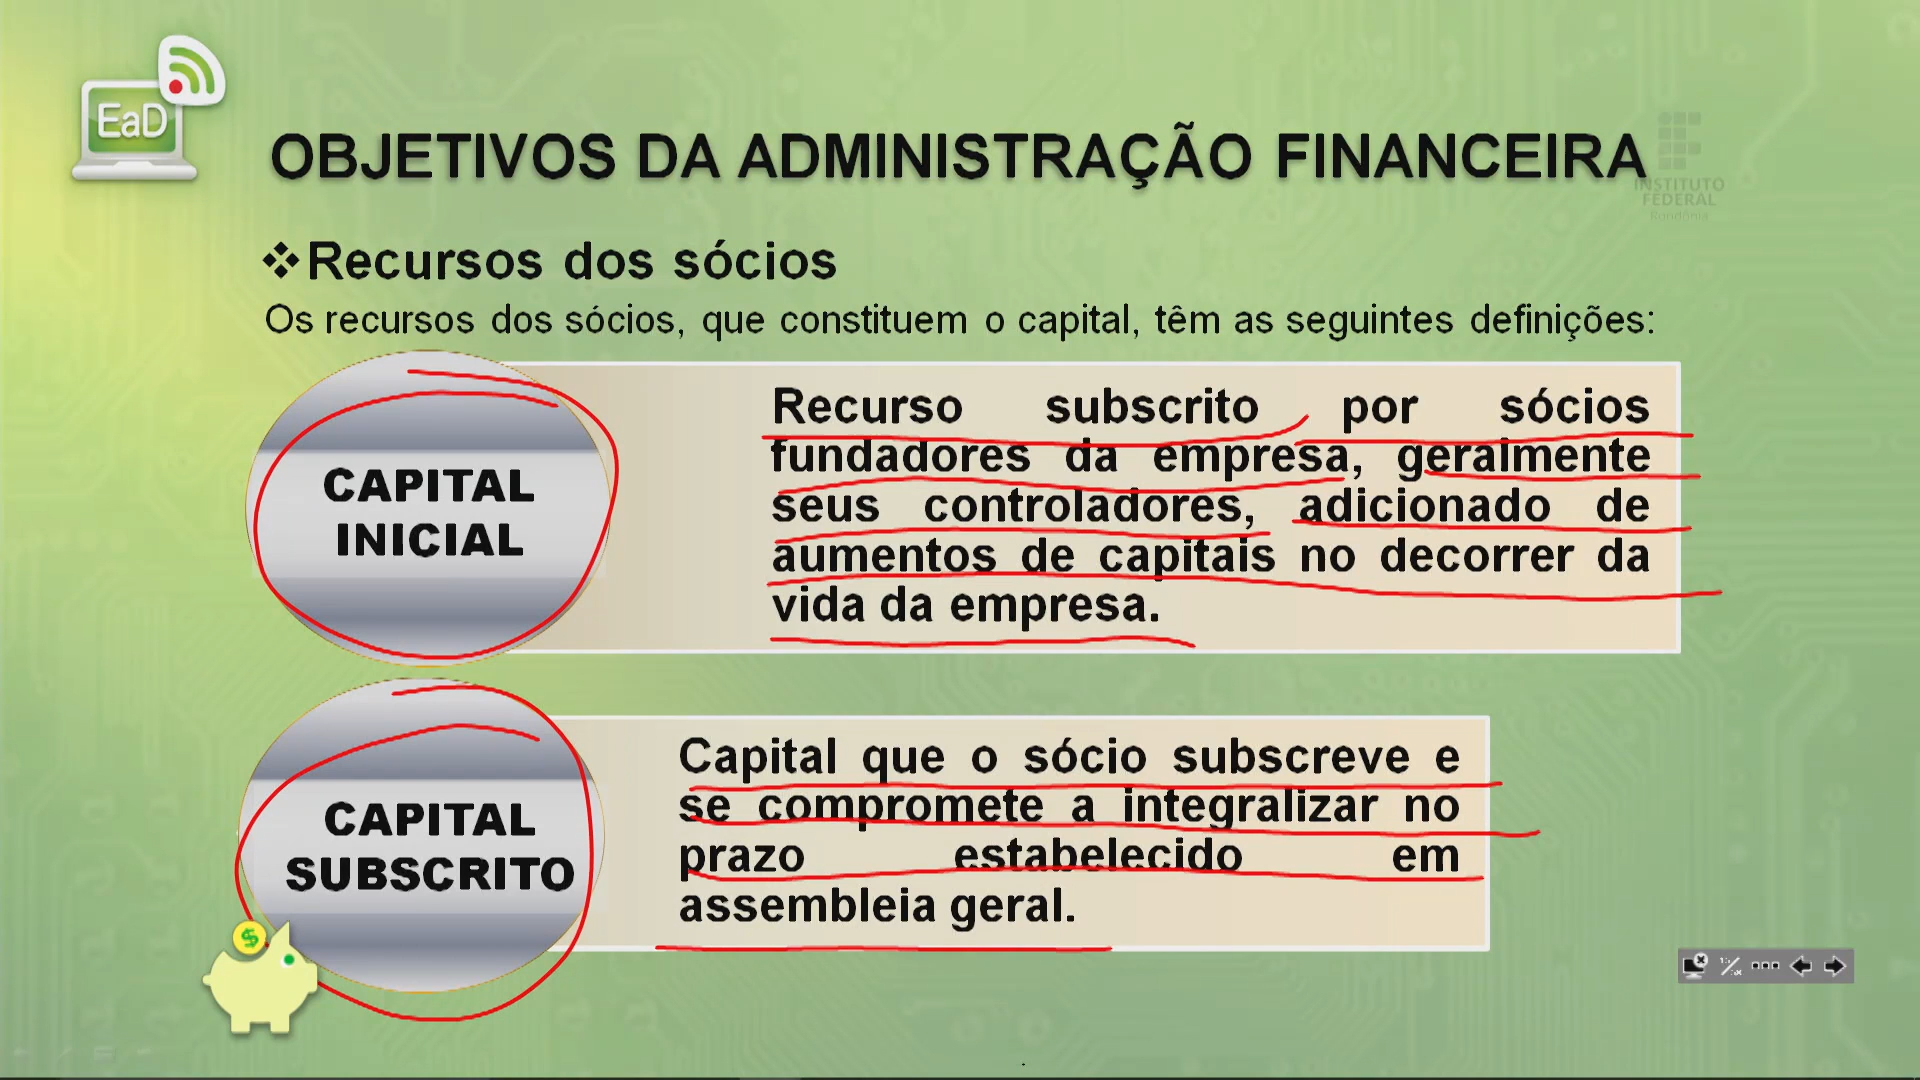 EaD
OBJETIVOS DA ADMINISTRAÇÃO FINANCEIRA
INSTITUTO
FEDERAL
Rondônia
Recursos dos sócios
Os recursos dos sócios, que constituem o capital, têm as seguintes definições:
CAPITAL
INICIAL
Recurso subscrito por sócios
fundadores da empresa, geralmente
seus controladores, adicionado de
aumentos de capitais no decorrer da
vida da empresa.
CAPITAL
SUBSCRITO
Capital que o sócio subscreve e
se compromete a integralizar no
prazo estabelecido em
assembleia geral.
$